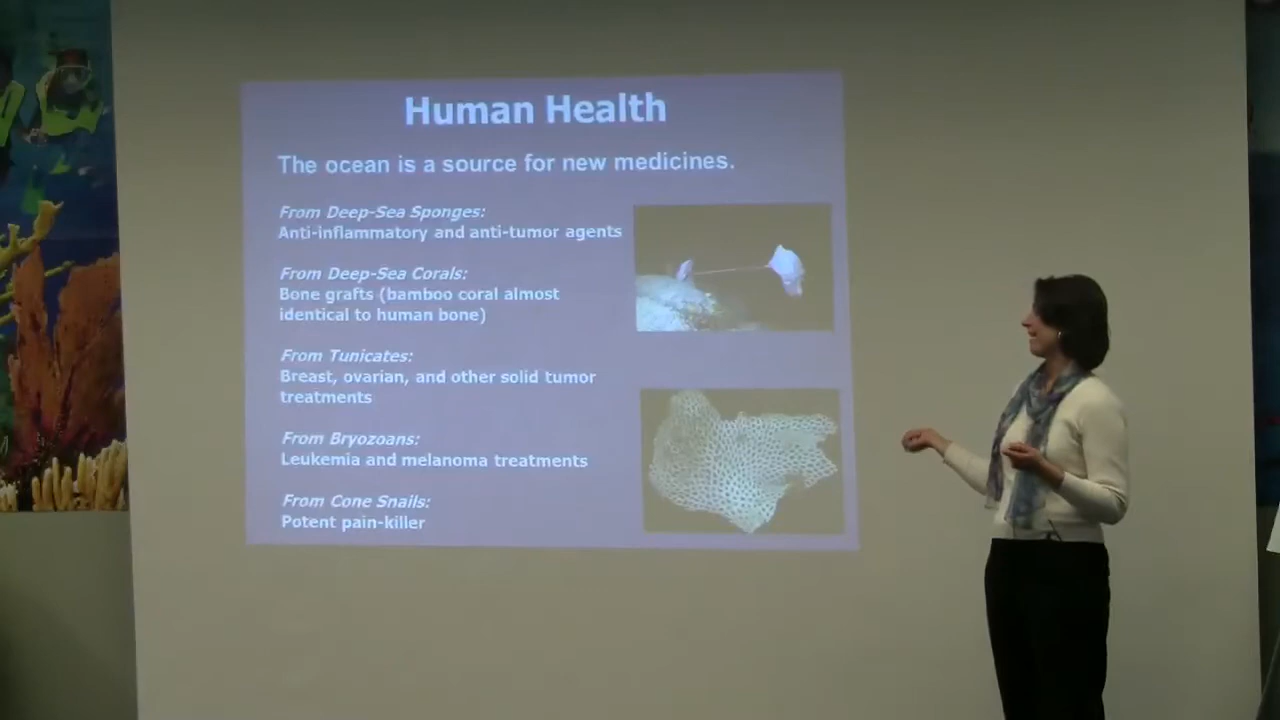 Human Health
The ocean is a source for new medicines.
From Deep-Sea Sponges:
Anti-inflammatory and anti-tumor agents
From Deep-Sea Corals:
Bone grafts (bamboo coral almost
identical to human bone)
From Tunicates:
Breast, ovarian, and other solid tumor
treatments
From Bryozoans:
Leukemia and melanoma treatments
From Cone Snails:
Potent pain-killer